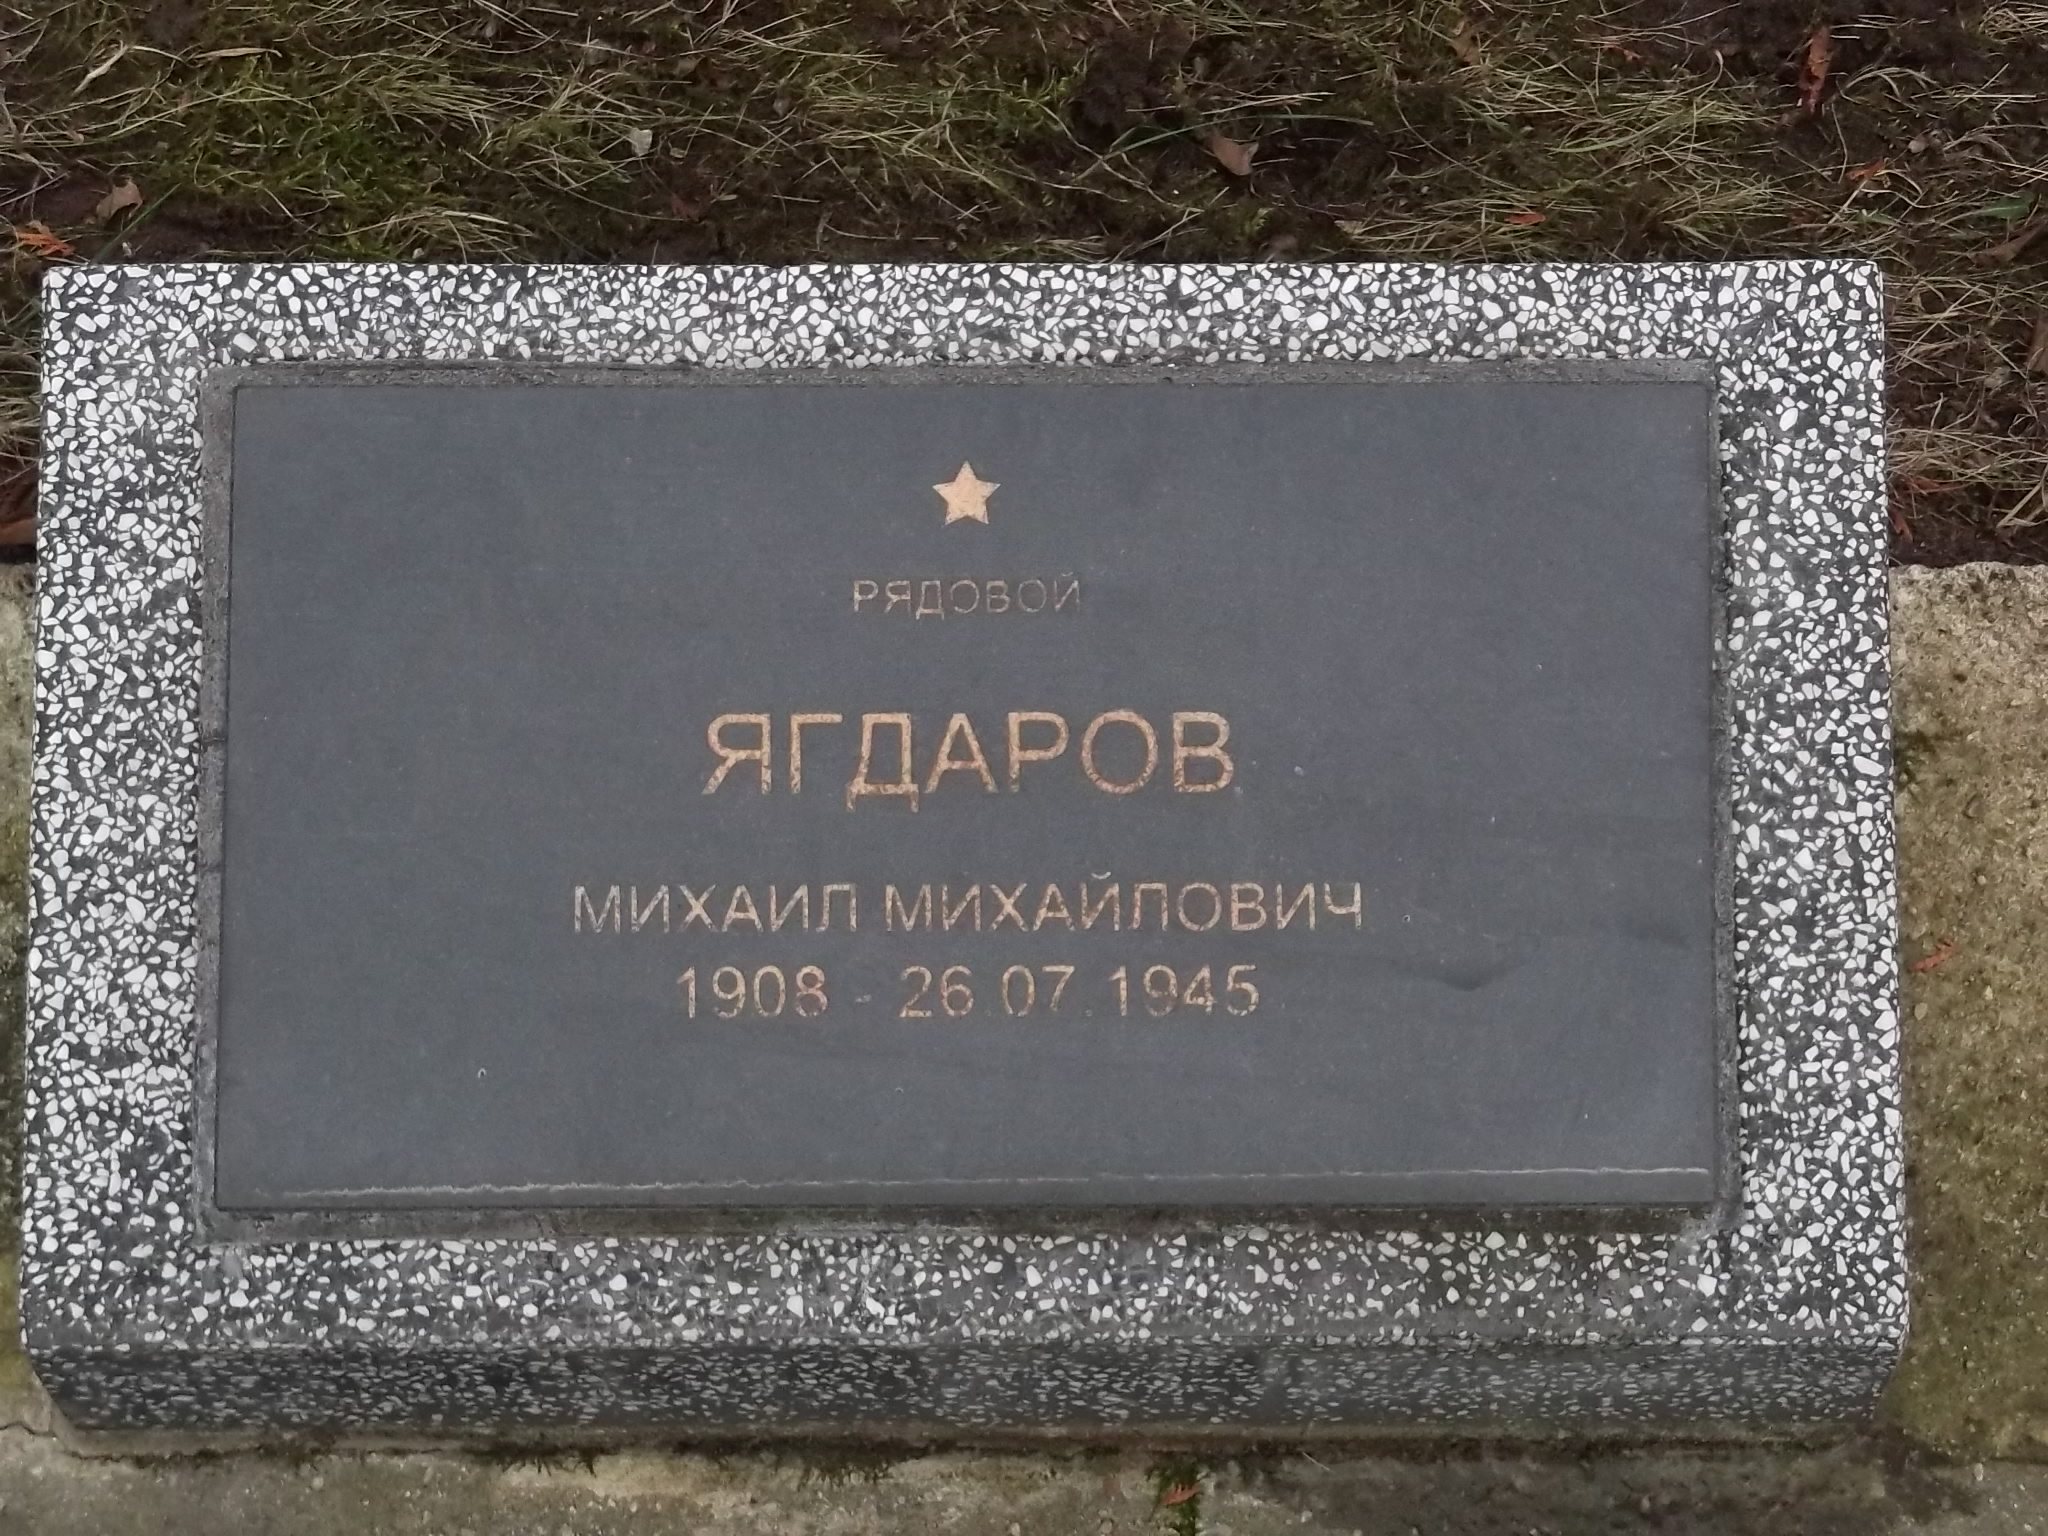 РЯДОВОЙ
ЯГДАРОВ
МИХАИЛ МИХАЙЛОВИЧ
1908 - 26.07.1945